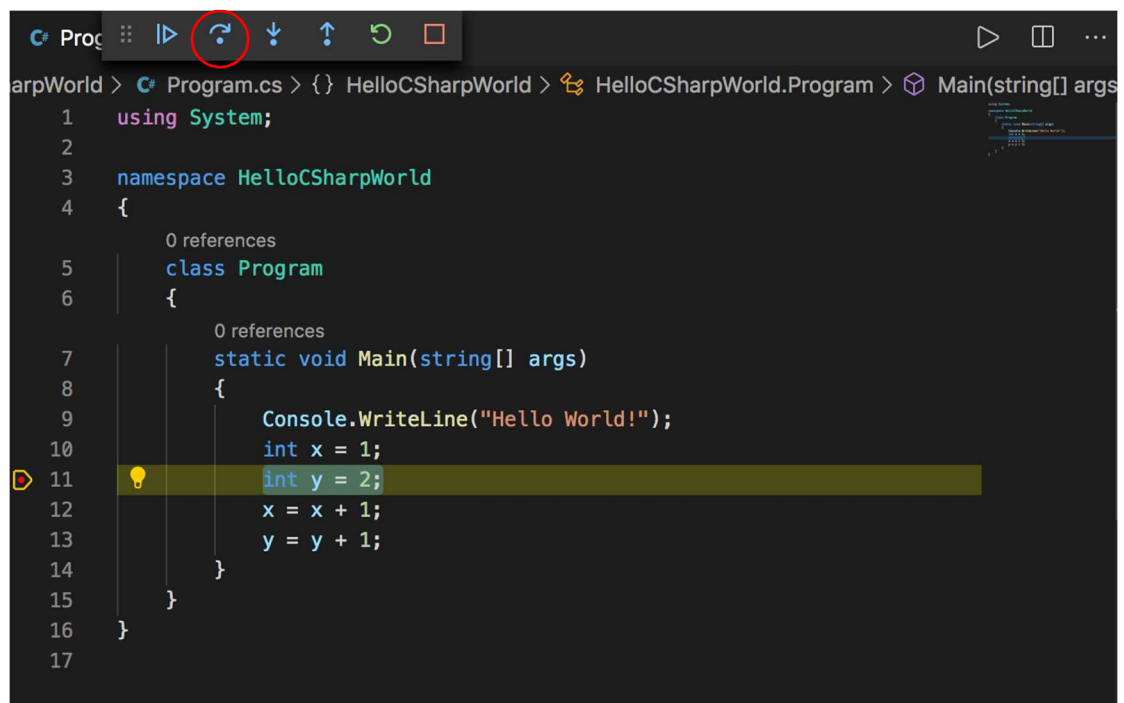 C# Prog
arpWorld > C# Program.cs > {} HelloCSharpWorld > HelloCSharpWorld.Program > Main(string[] args
1 using System;
2
3 namespace HelloCSharpWorld
4 {
0 references
5 class Program
6 {
0 references
7 static void Main(string[] args)
8 {
9 Console.WriteLine("Hello World!");
10 int x = 1;
11 int y = 2;
12 x = x + 1;
13 y = y + 1;
14 }
15 }
16 }
17